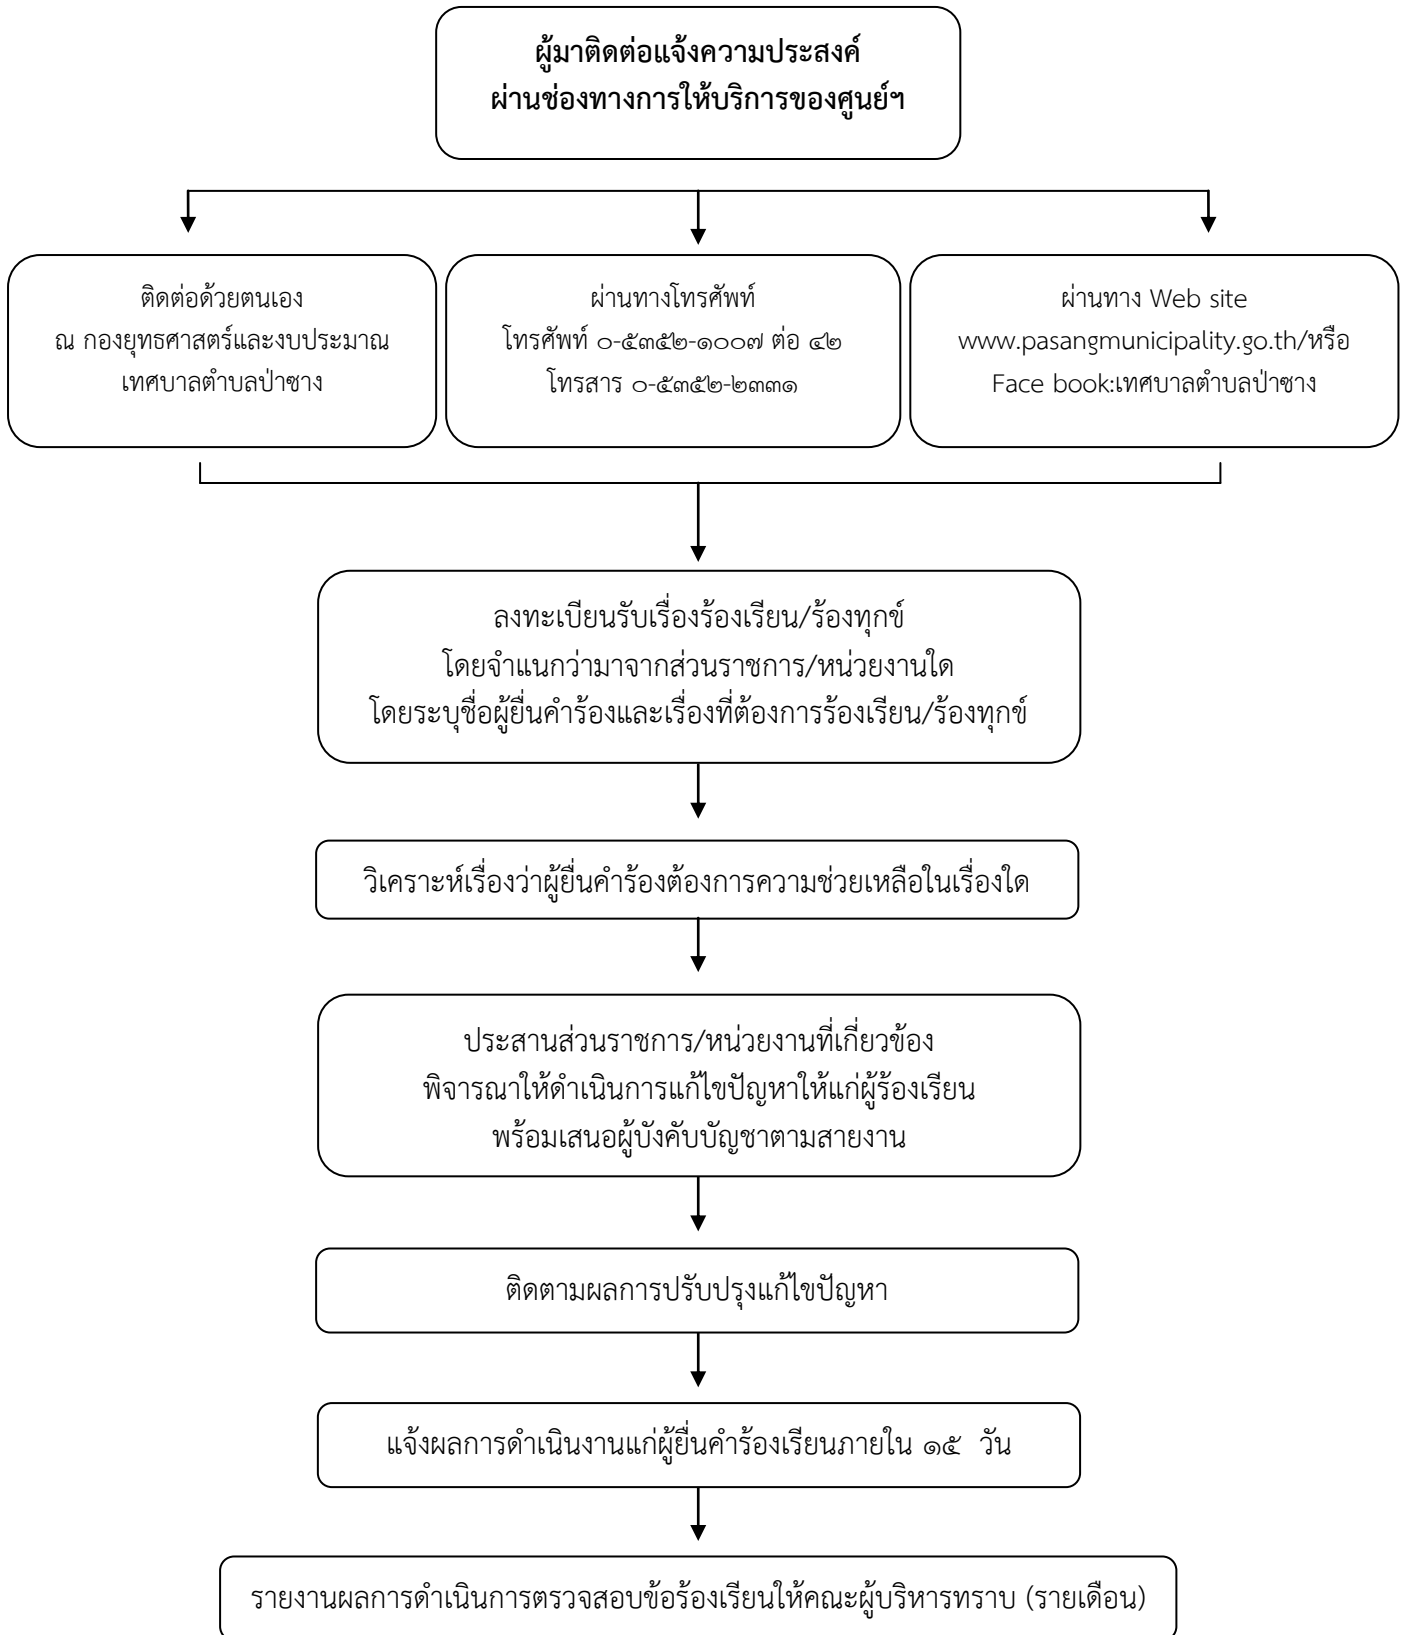 ผู้มาติดต่อแจ้งความประสงค์
ผ่านช่องทางการให้บริการของศูนย์ฯ
ติดต่อด้วยตนเอง
ณ กองยุทธศาสตร์และงบประมาณ
เทศบาลตำบลป่าซาง
ผ่านทางโทรศัพท์
โทรศัพท์ ๐-๕๓๕๒-๑๐๐๗ ต่อ ๔๒
โทรสาร ๐-๕๓๕๒-๒๓๓๑
ผ่านทาง Web site
www.pasangmunicipality.go.th/หรือ
Face book:เทศบาลตำบลป่าซาง
ลงทะเบียนรับเรื่องร้องเรียน/ร้องทุกข์
โดยจำแนกว่ามาจากส่วนราชการ/หน่วยงานใด
โดยระบุชื่อผู้ยื่นคำร้องและเรื่องที่ต้องการร้องเรียน/ร้องทุกข์
วิเคราะห์เรื่องว่าผู้ยื่นคำร้องต้องการความช่วยเหลือในเรื่องใด
ประสานส่วนราชการ/หน่วยงานที่เกี่ยวข้อง
พิจารณาให้ดำเนินการแก้ไขปัญหาให้แก่ผู้ร้องเรียน
พร้อมเสนอผู้บังคับบัญชาตามสายงาน
ติดตามผลการปรับปรุงแก้ไขปัญหา
แจ้งผลการดำเนินงานแก่ผู้ยื่นคำร้องเรียนภายใน ๑๕ วัน
รายงานผลการดำเนินการตรวจสอบข้อร้องเรียนให้คณะผู้บริหารทราบ (รายเดือน)